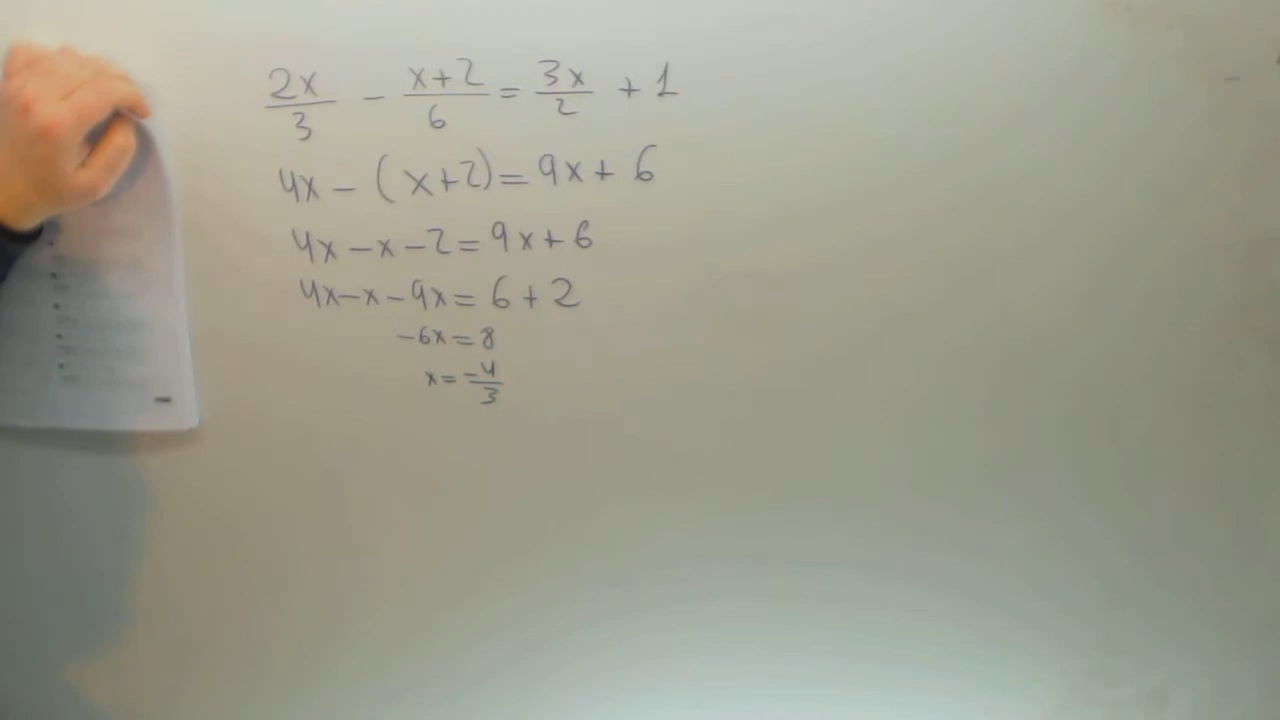 2x/3 - x+2/6 = 3x/2 + 1
4x - (x+2) = 9x + 6
4x - x - 2 = 9x + 6
4x - x - 9x = 6 + 2
-6x = 8
x = -4/3